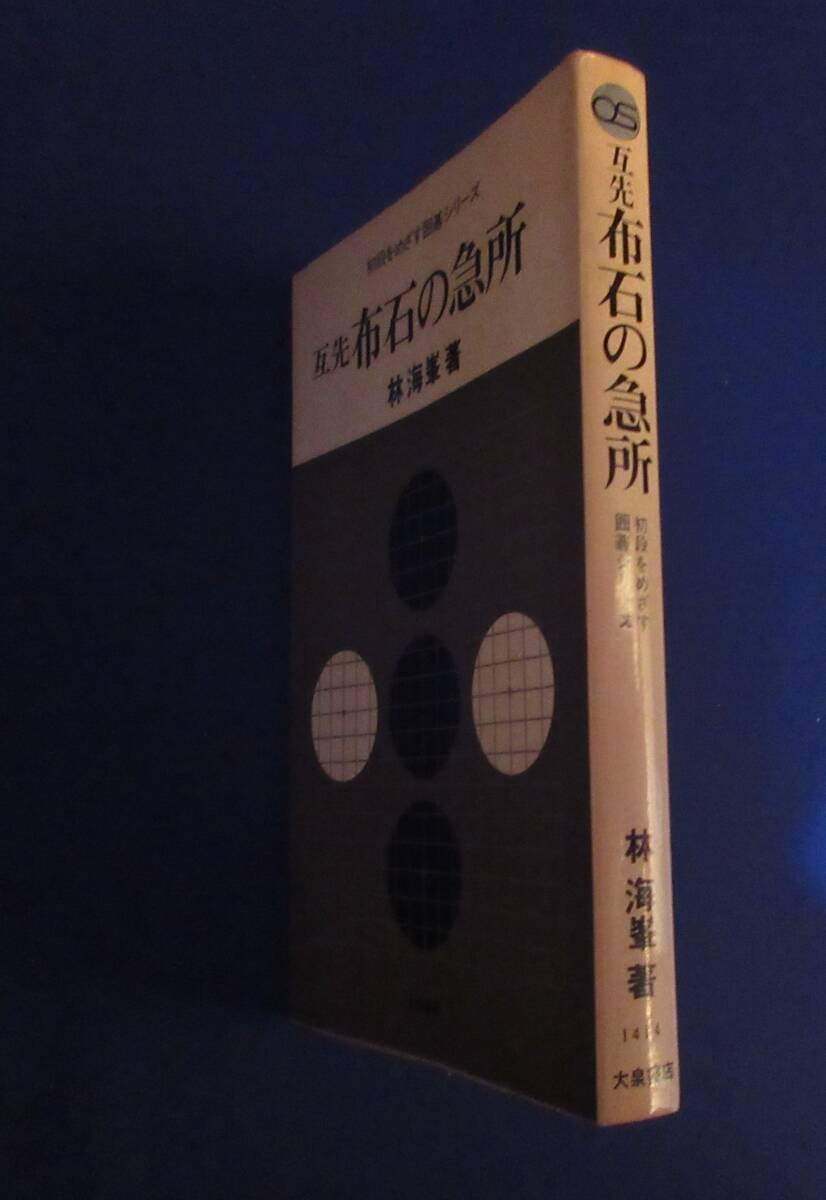 初段をめざす囲碁シリーズ
互先 布石の急所
林海峯著
OS
互先 布石の急所
初段をめざす
囲碁シリーズ
林海峯著
大泉書店